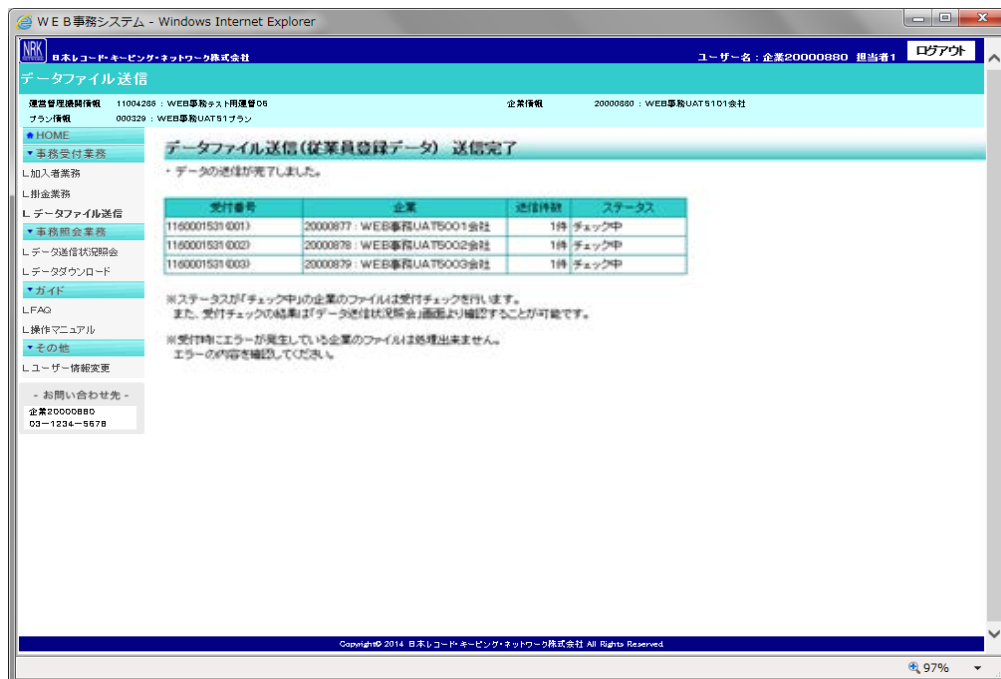 WEB事務システム - Windows Internet Explorer
NRK 日本レコード・キーピング・ネットワーク株式会社
ユーザー名：企業20000880 担当者1
ログアウト
データファイル送信
運営管理機関情報 11004286：WEB事務テスト用運管06 企業情報 20000880：WEB事務UAT5101会社
プラン情報 000329：WEB事務UAT51プラン
HOME
事務受付業務
加入者業務
掛金業務
データファイル送信
事務照会業務
データ送信状況照会
データダウンロード
ガイド
FAQ
操作マニュアル
その他
ユーザー情報変更
- お問い合わせ先 -
企業20000880
03－1234－5678
データファイル送信(従業員登録データ) 送信完了
・データの送信が完了しました。
受付番号 企業 送信件数 ステータス
1160001531(001) 20000877：WEB事務UAT5001会社 1件 チェック中
1160001531(002) 20000878：WEB事務UAT5002会社 1件 チェック中
1160001531(003) 20000879：WEB事務UAT5003会社 1件 チェック中
※ステータスが「チェック中」の企業のファイルは受付チェックを行います。
また、受付チェックの結果は「データ送信状況照会」画面より確認することが可能です。
※受付時にエラーが発生している企業のファイルは処理出来ません。
エラーの内容を確認してください。
Copyright© 2014 日本レコード・キーピング・ネットワーク株式会社 All Rights Reserved.
97%